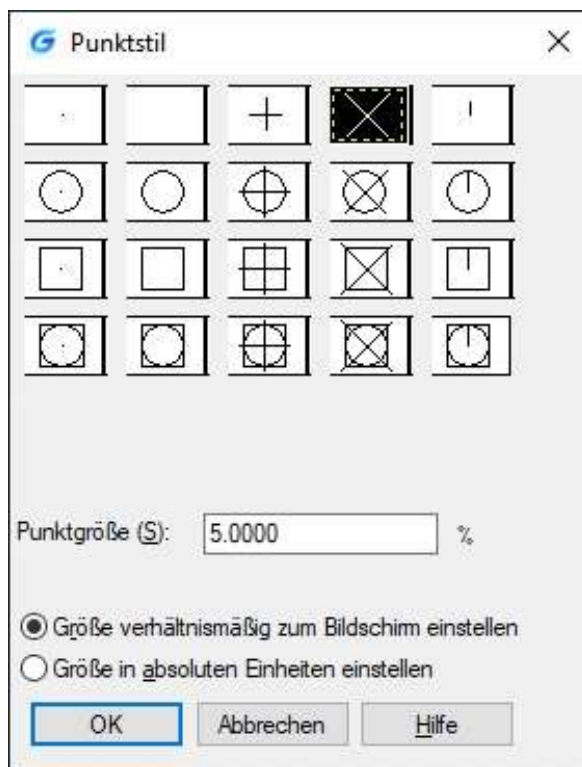 Punktstil
Punktgröße (S): 5.0000 %
Größe verhältnismäßig zum Bildschirm einstellen
Größe in absoluten Einheiten einstellen
OK Abbrechen Hilfe